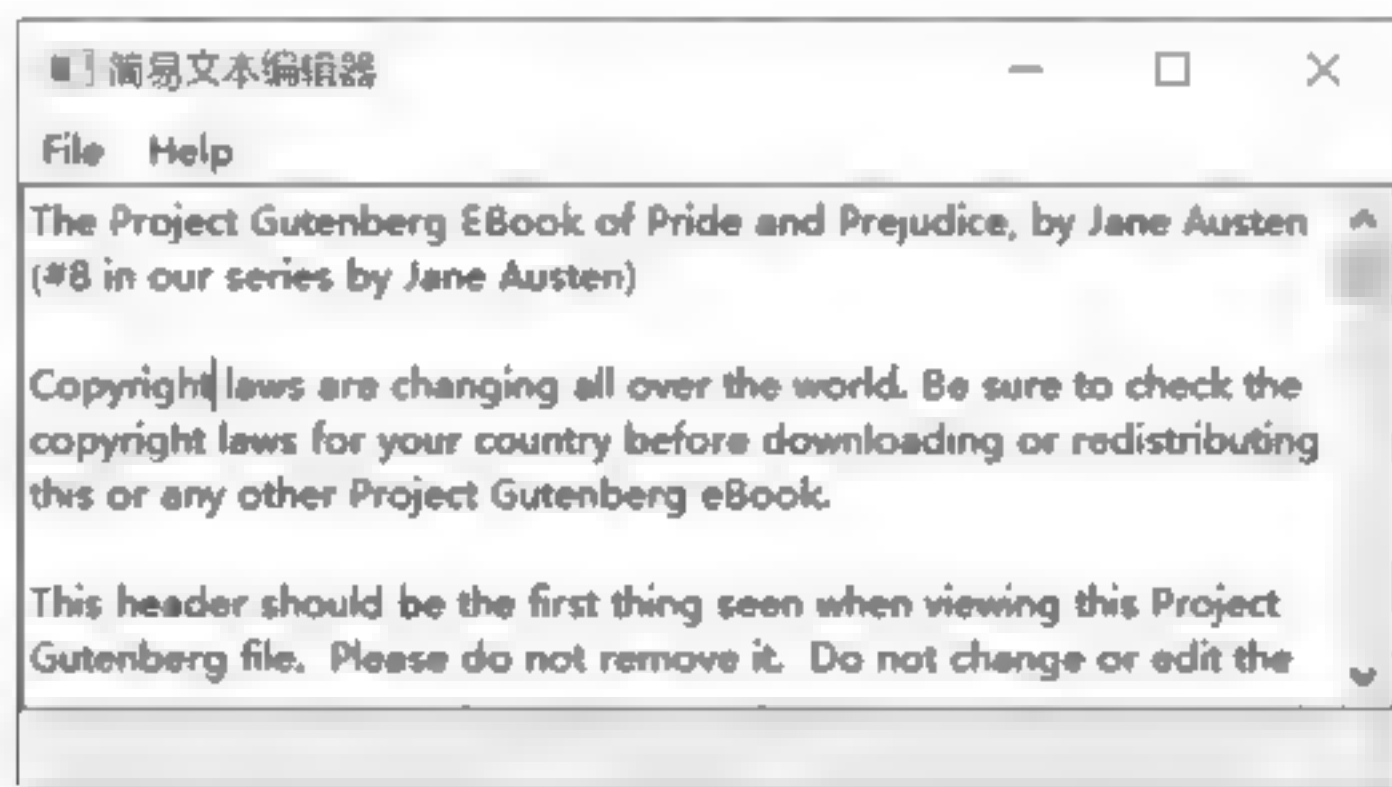 简易文本编辑器
File Help
The Project Gutenberg EBook of Pride and Prejudice, by Jane Austen
(#8 in our series by Jane Austen)
Copyright laws are changing all over the world. Be sure to check the
copyright laws for your country before downloading or redistributing
this or any other Project Gutenberg eBook.
This header should be the first thing seen when viewing this Project
Gutenberg file.  Please do not remove it.  Do not change or edit the